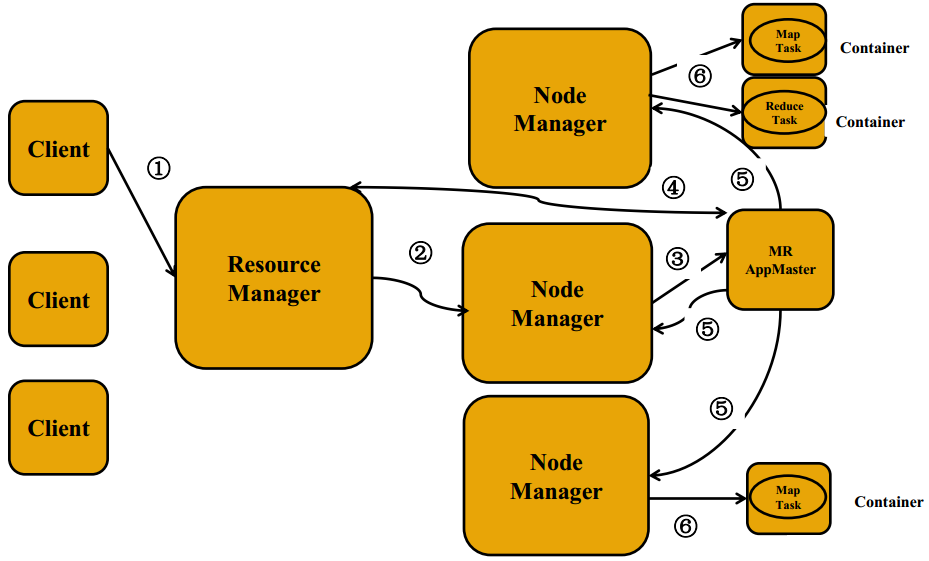 Client
①
Resource
Manager
Client
Client
②
Node
Manager
⑥
Map
Task
Container
Reduce
Task
Container
⑤
④
Node
Manager
③
MR
AppMaster
⑤
⑤
Node
Manager
⑥
Map
Task
Container